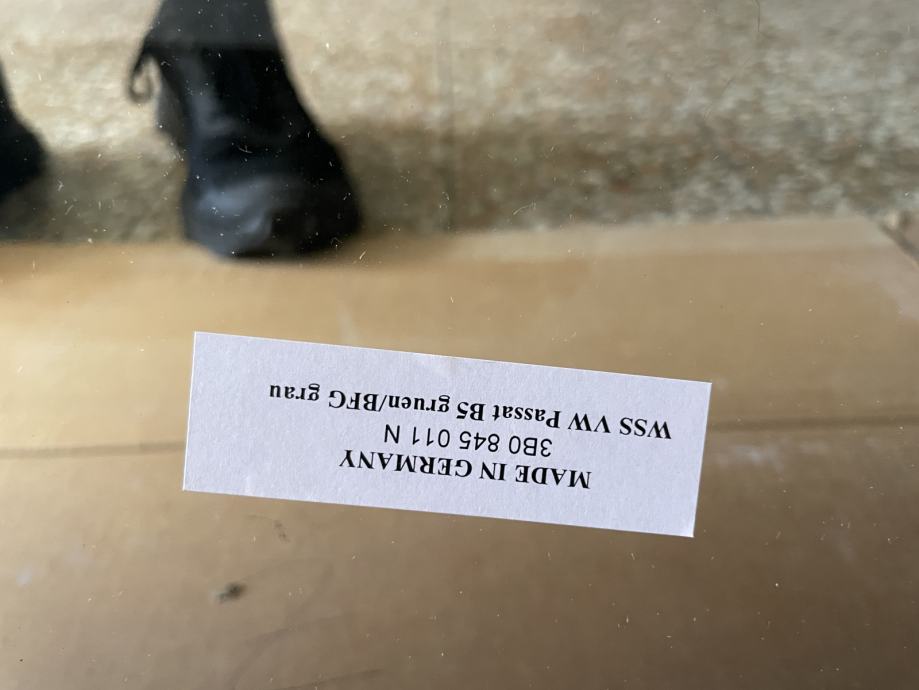 WSS VW Passat B5 gruen/BFG grau
3B0 845 011 N
MADE IN GERMANY